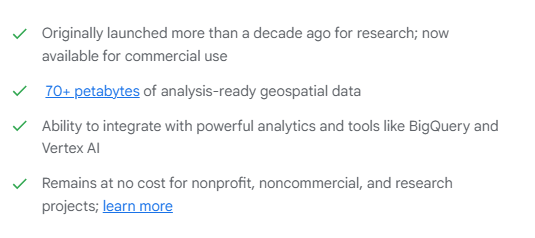 Originally launched more than a decade ago for research; now
available for commercial use
70+ petabytes of analysis-ready geospatial data
Ability to integrate with powerful analytics and tools like BigQuery and
Vertex AI
Remains at no cost for nonprofit, noncommercial, and research
projects; learn more